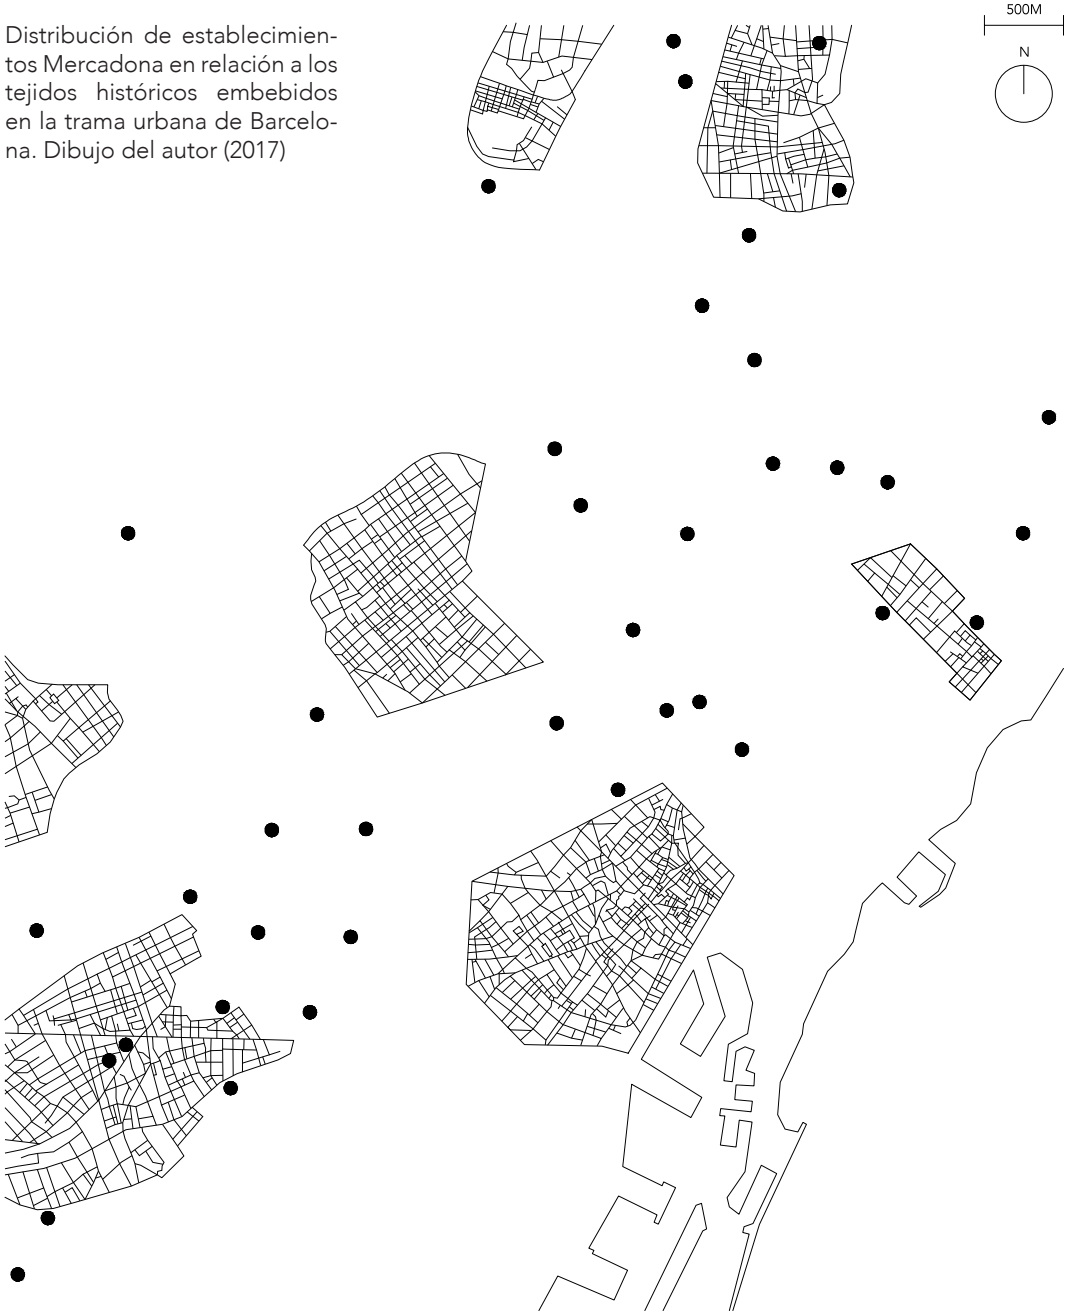 Distribución de establecimien-
tos Mercadona en relación a los
tejidos históricos embebidos
en la trama urbana de Barcelo-
na. Dibujo del autor (2017)
500M
N